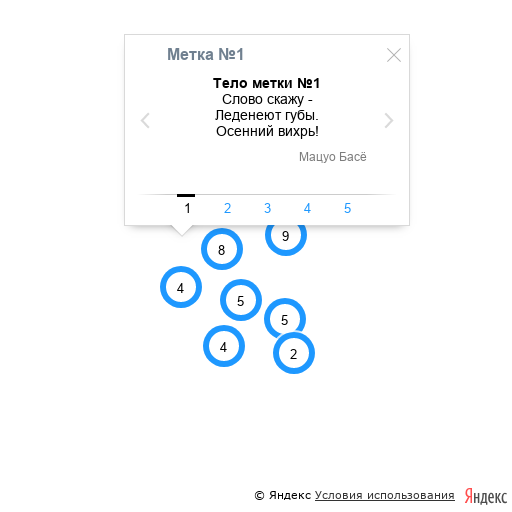 Метка №1
Тело метки №1
Слово скажу -
Леденеют губы.
Осенний вихрь!
Мацуо Басё
1 2 3 4 5
9
8
4
5
5
4
2
© Яндекс Условия использования Яндекс